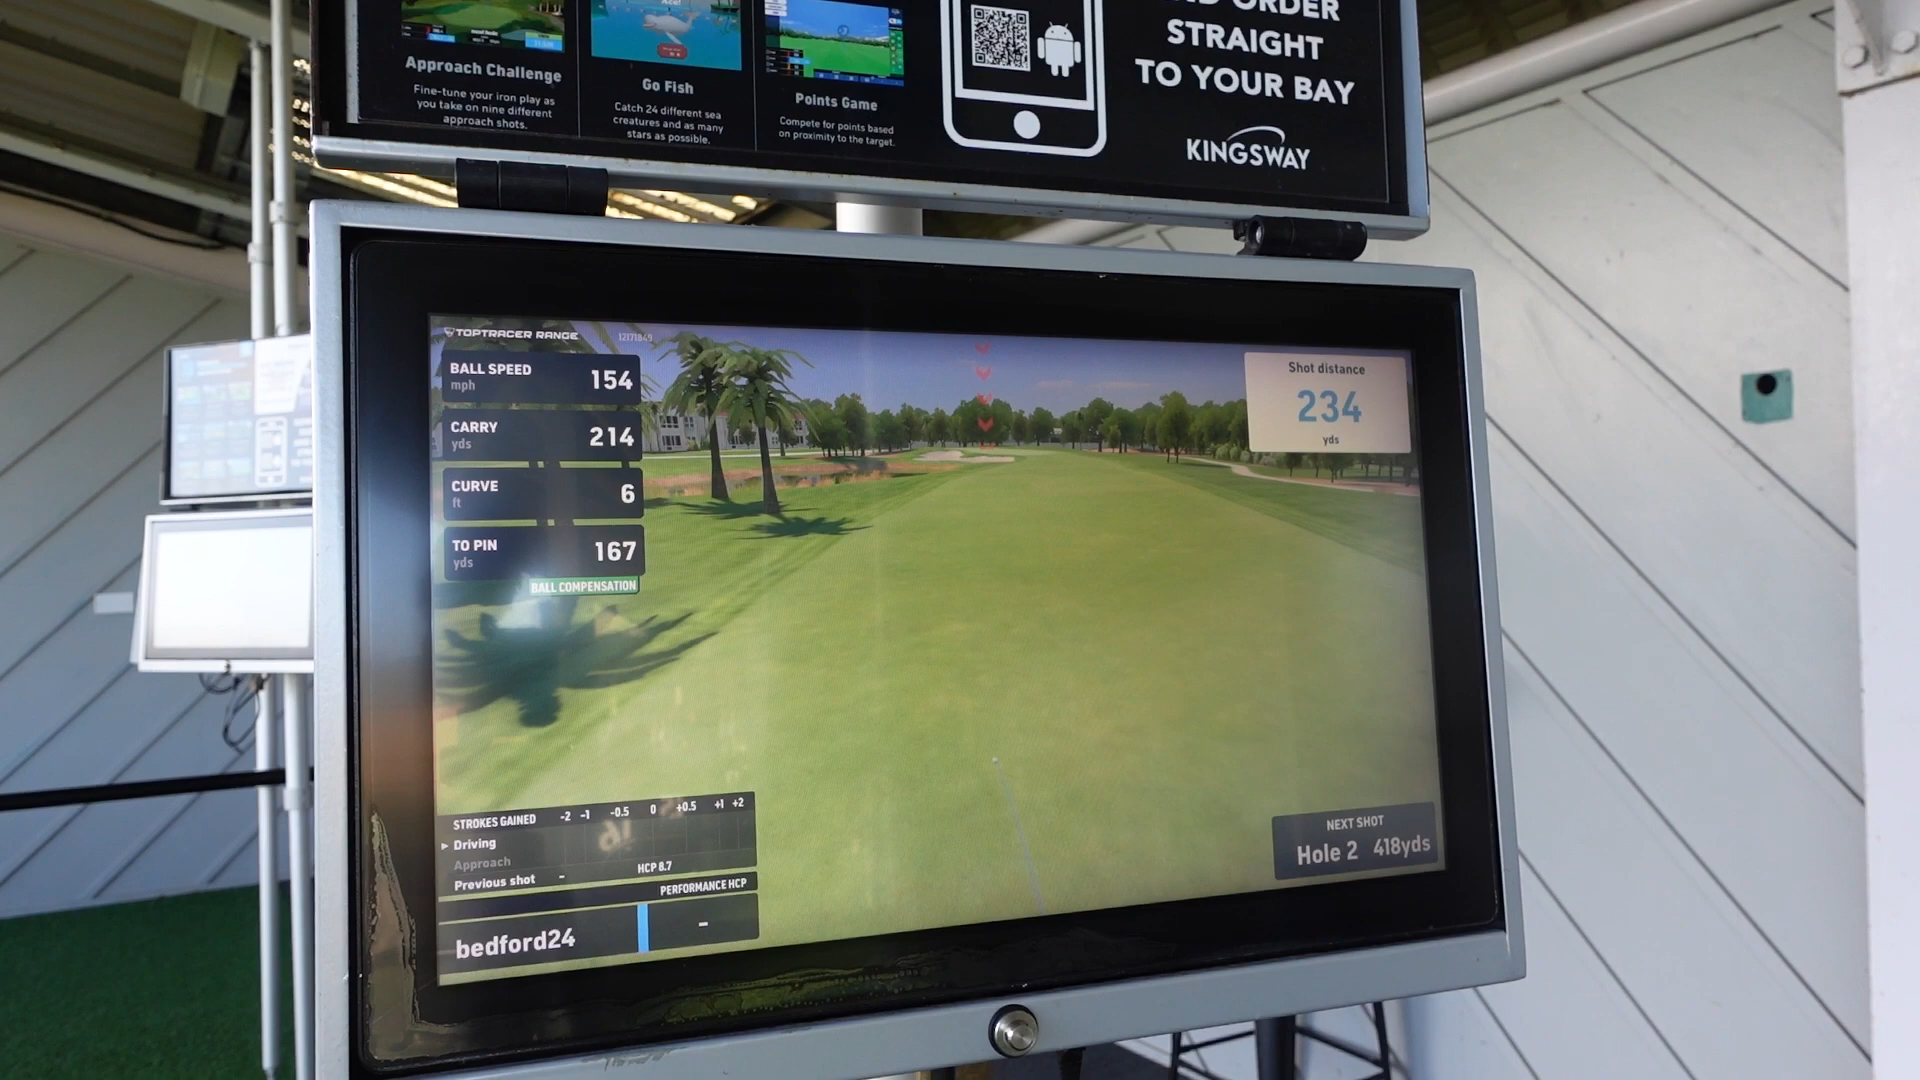 ORDER
STRAIGHT
TO YOUR BAY
KINGSWAY
Approach Challenge
Fine-tune your iron play as
you take on nine different
approach shots.
Go Fish
Catch 24 different sea
creatures and as many
stars as possible.
Points Game
Compete for points based
on proximity to the target.
TOPTRACER RANGE 12171849
BALL SPEED
mph
154
CARRY
yds
214
CURVE
ft
6
TO PIN
yds
167
BALL COMPENSATION
Shot distance
234
yds
STROKES GAINED -2 -1 -0.5 0 +0.5 +1 +2
Driving
Approach
Previous shot - HCP 8.7
PERFORMANCE HCP
bedford24 -
NEXT SHOT
Hole 2 418yds